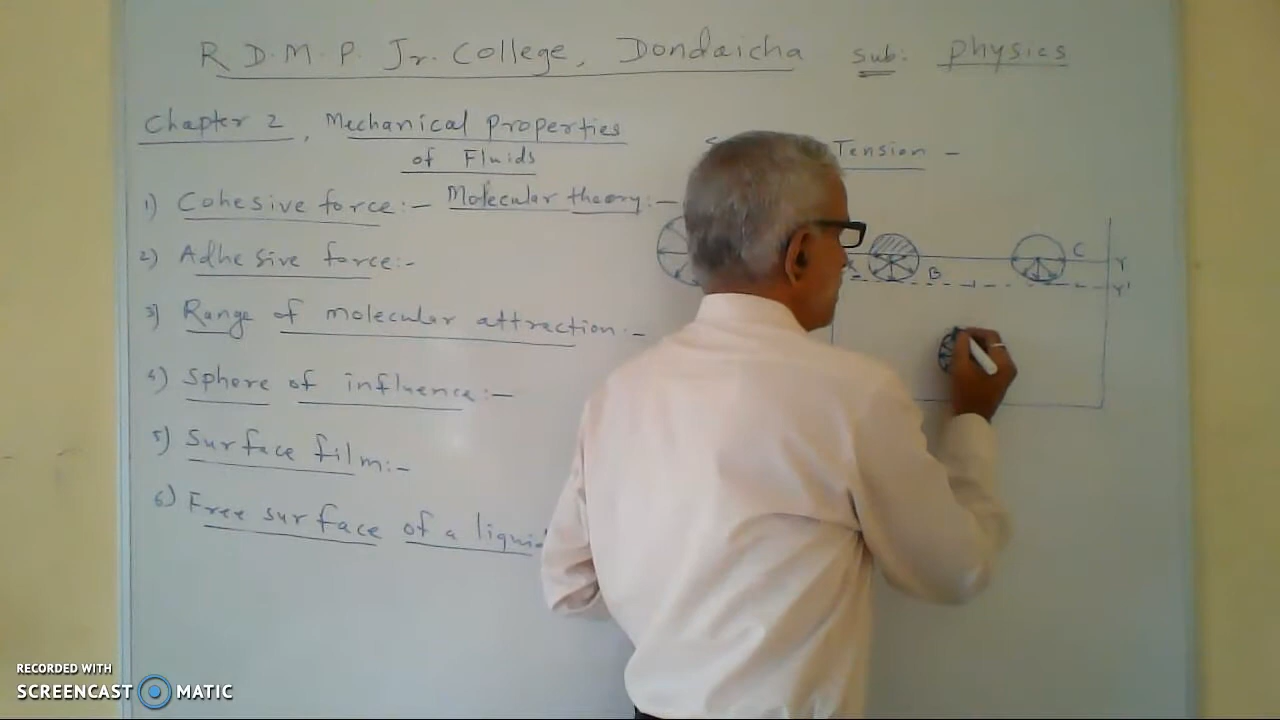 R D. M. P. Jr. College, Dondaicha sub: physics
Chapter 2, Mechanical properties
of Fluids
Tension -
1) Cohesive force:- Molecular theory:-
2) Adhesive force:-
3) Range of molecular attraction:-
4) Sphere of influence:-
5) Surface film:-
6) Free surface of a liquid
B
C
Y
Y'
RECORDED WITH
SCREENCAST MATIC